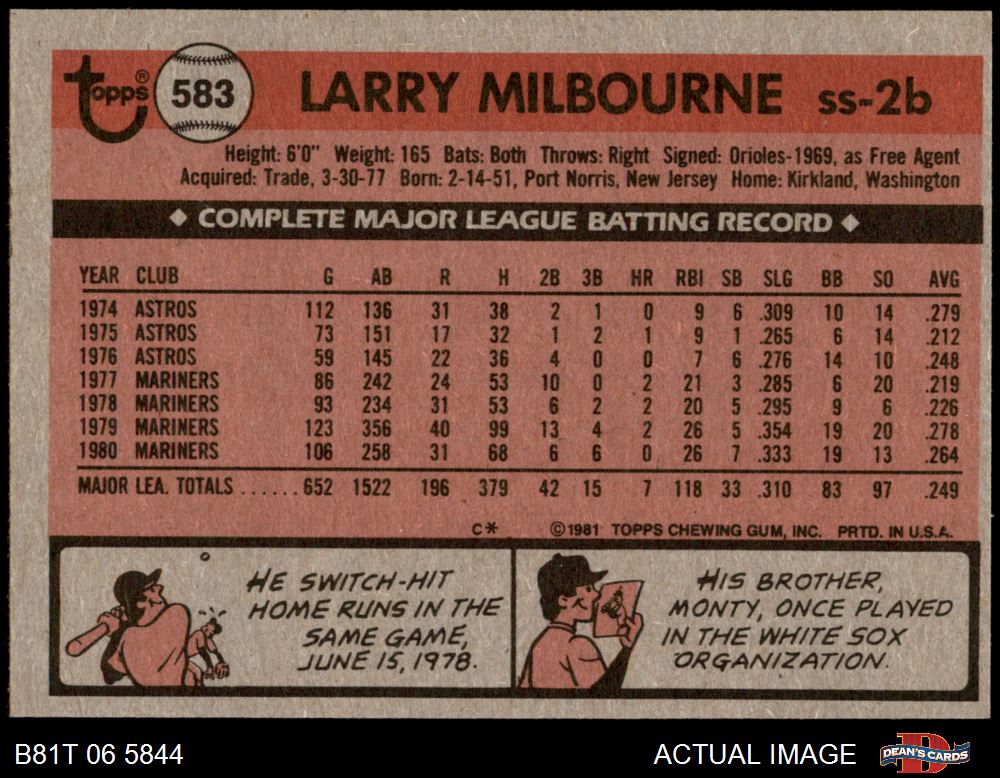 topps® 583 LARRY MILBOURNE ss-2b
Height: 6'0" Weight: 165 Bats: Both Throws: Right Signed: Orioles-1969, as Free Agent
Acquired: Trade, 3-30-77 Born: 2-14-51, Port Norris, New Jersey Home: Kirkland, Washington
◆ COMPLETE MAJOR LEAGUE BATTING RECORD ◆
YEAR CLUB G AB R H 2B 3B HR RBI SB SLG BB SO AVG
1974 ASTROS 112 136 31 38 2 1 0 9 6 .309 10 14 .279
1975 ASTROS 73 151 17 32 1 2 1 9 1 .265 6 14 .212
1976 ASTROS 59 145 22 36 4 0 0 7 6 .276 14 10 .248
1977 MARINERS 86 242 24 53 10 0 2 21 3 .285 6 20 .219
1978 MARINERS 93 234 31 53 6 2 2 20 5 .295 9 6 .226
1979 MARINERS 123 356 40 99 13 4 2 26 5 .354 19 20 .278
1980 MARINERS 106 258 31 68 6 6 0 26 7 .333 19 13 .264
MAJOR LEA. TOTALS ...... 652 1522 196 379 42 15 7 118 33 .310 83 97 .249
C* ©1981 TOPPS CHEWING GUM, INC. PRTD. IN U.S.A.
HE SWITCH-HIT
HOME RUNS IN THE
SAME GAME,
JUNE 15, 1978.
HIS BROTHER,
MONTY, ONCE PLAYED
IN THE WHITE SOX
ORGANIZATION.
B81T 06 5844 ACTUAL IMAGE DEAN'S CARDS